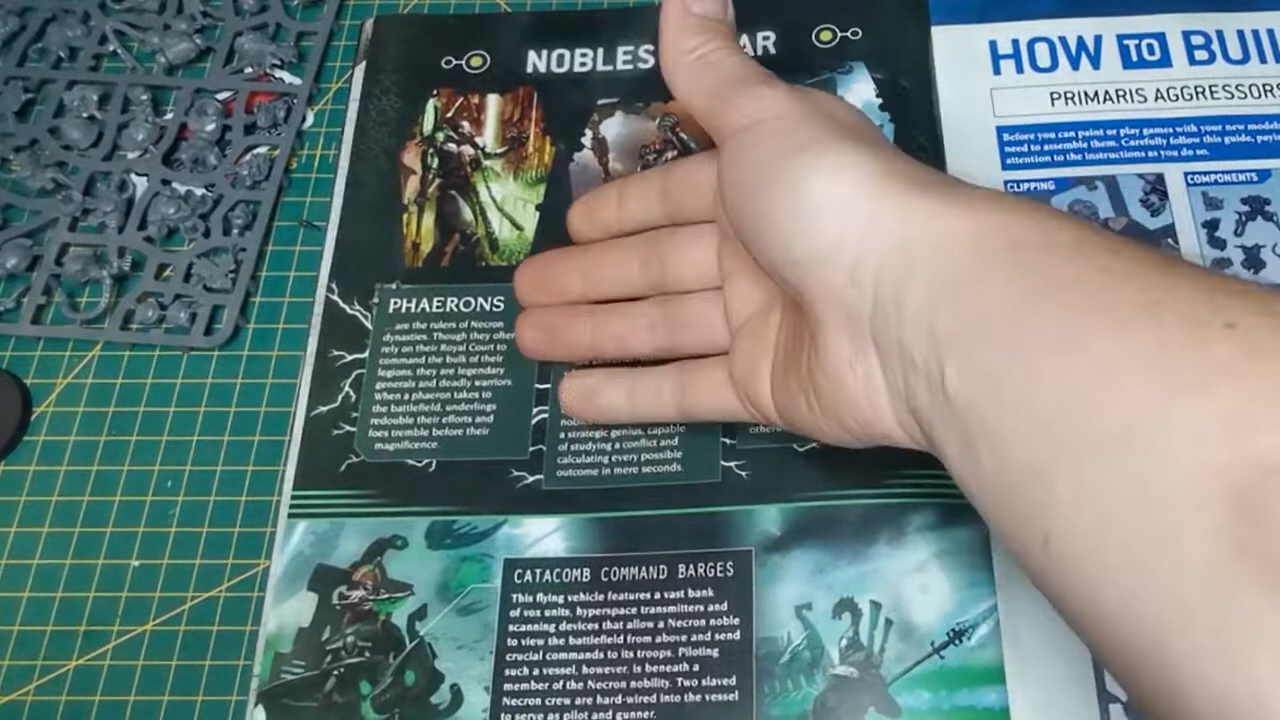 NOBLES AR
HOW TO BUIL
PRIMARIS AGGRESSORS
Before you can paint or play games with your new model
need to assemble them. Carefully follow this guide, payi
attention to the instructions as you do so.
CLIPPING
COMPONENTS
PHAERONS
... are the rulers of Necron
dynasties. Though they often
rely on their Royal Court to
command the bulk of their
legions, they are legendary
generals and deadly warriors.
When a phaeron takes to
the battlefield, underlings
redouble their efforts and
foes tremble before their
magnificence.
a strategic genius, capable
of studying a conflict and
calculating every possible
outcome in mere seconds.
CATACOMB COMMAND BARGES
This flying vehicle features a vast bank
of vox units, hyperspace transmitters and
scanning devices that allow a Necron noble
to view the battlefield from above and send
crucial commands to its troops. Piloting
such a vessel, however, is beneath a
member of the Necron nobility. Two slaved
Necron crew are hard-wired into the vessel
to serve as pilot and gunner.